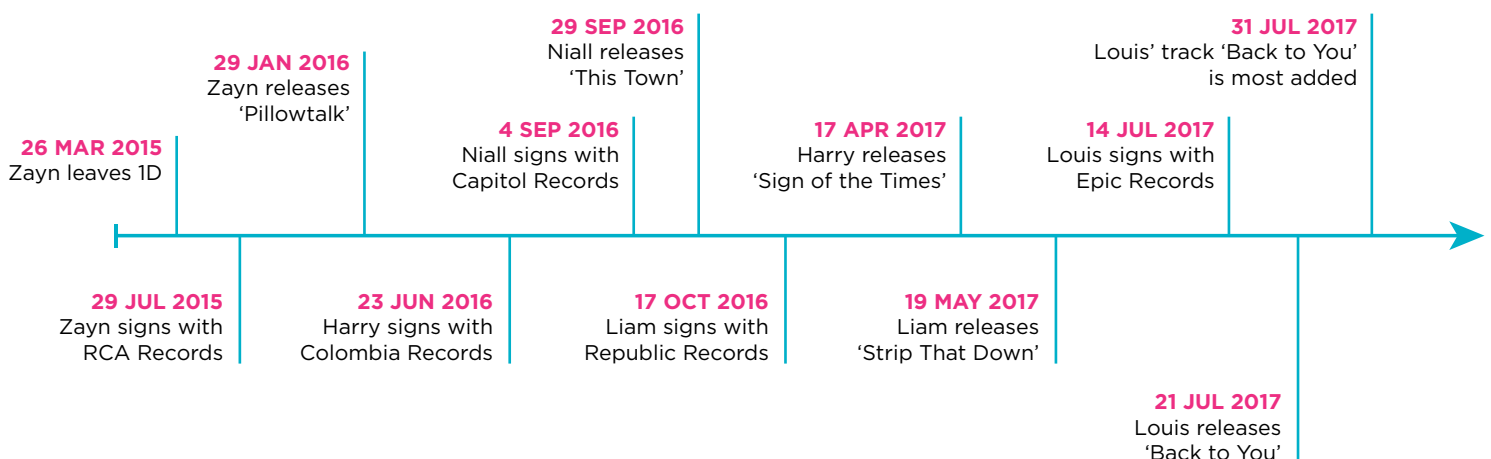 26 MAR 2015
Zayn leaves 1D
29 JUL 2015
Zayn signs with
RCA Records
29 JAN 2016
Zayn releases
‘Pillowtalk’
23 JUN 2016
Harry signs with
Colombia Records
4 SEP 2016
Niall signs with
Capitol Records
29 SEP 2016
Niall releases
‘This Town’
17 OCT 2016
Liam signs with
Republic Records
17 APR 2017
Harry releases
‘Sign of the Times’
19 MAY 2017
Liam releases
‘Strip That Down’
14 JUL 2017
Louis signs with
Epic Records
21 JUL 2017
Louis releases
‘Back to You’
31 JUL 2017
Louis’ track ‘Back to You’
is most added